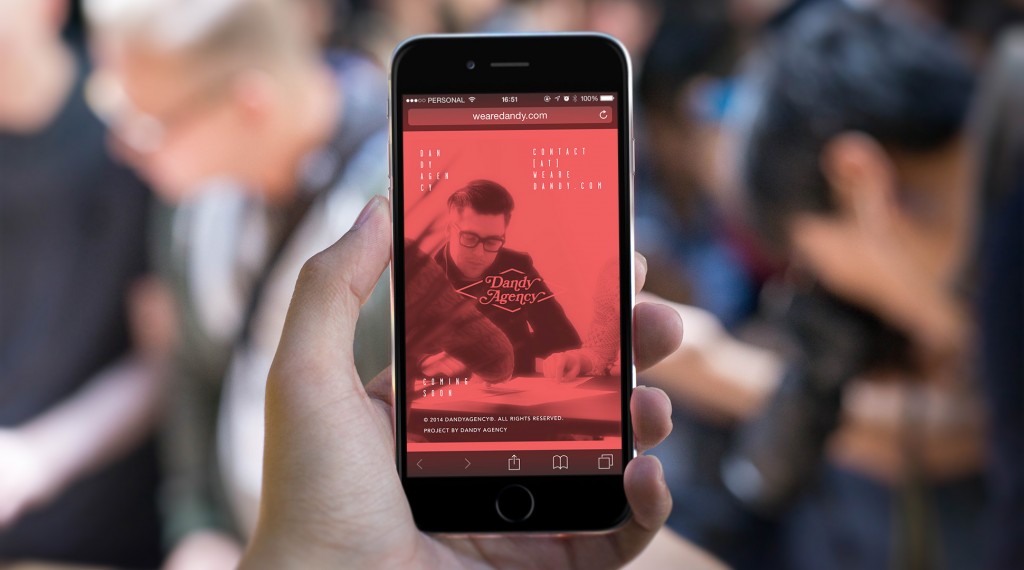 PERSONAL 16:51 100%
wearedandy.com
DAN
DY
AGEN
CY
CONTACT
[AT]
WEARE
DANDY.COM
Dandy
Agency
COMING
SOON
© 2014 DANDYAGENCY®. ALL RIGHTS RESERVED.
PROJECT BY DANDY AGENCY